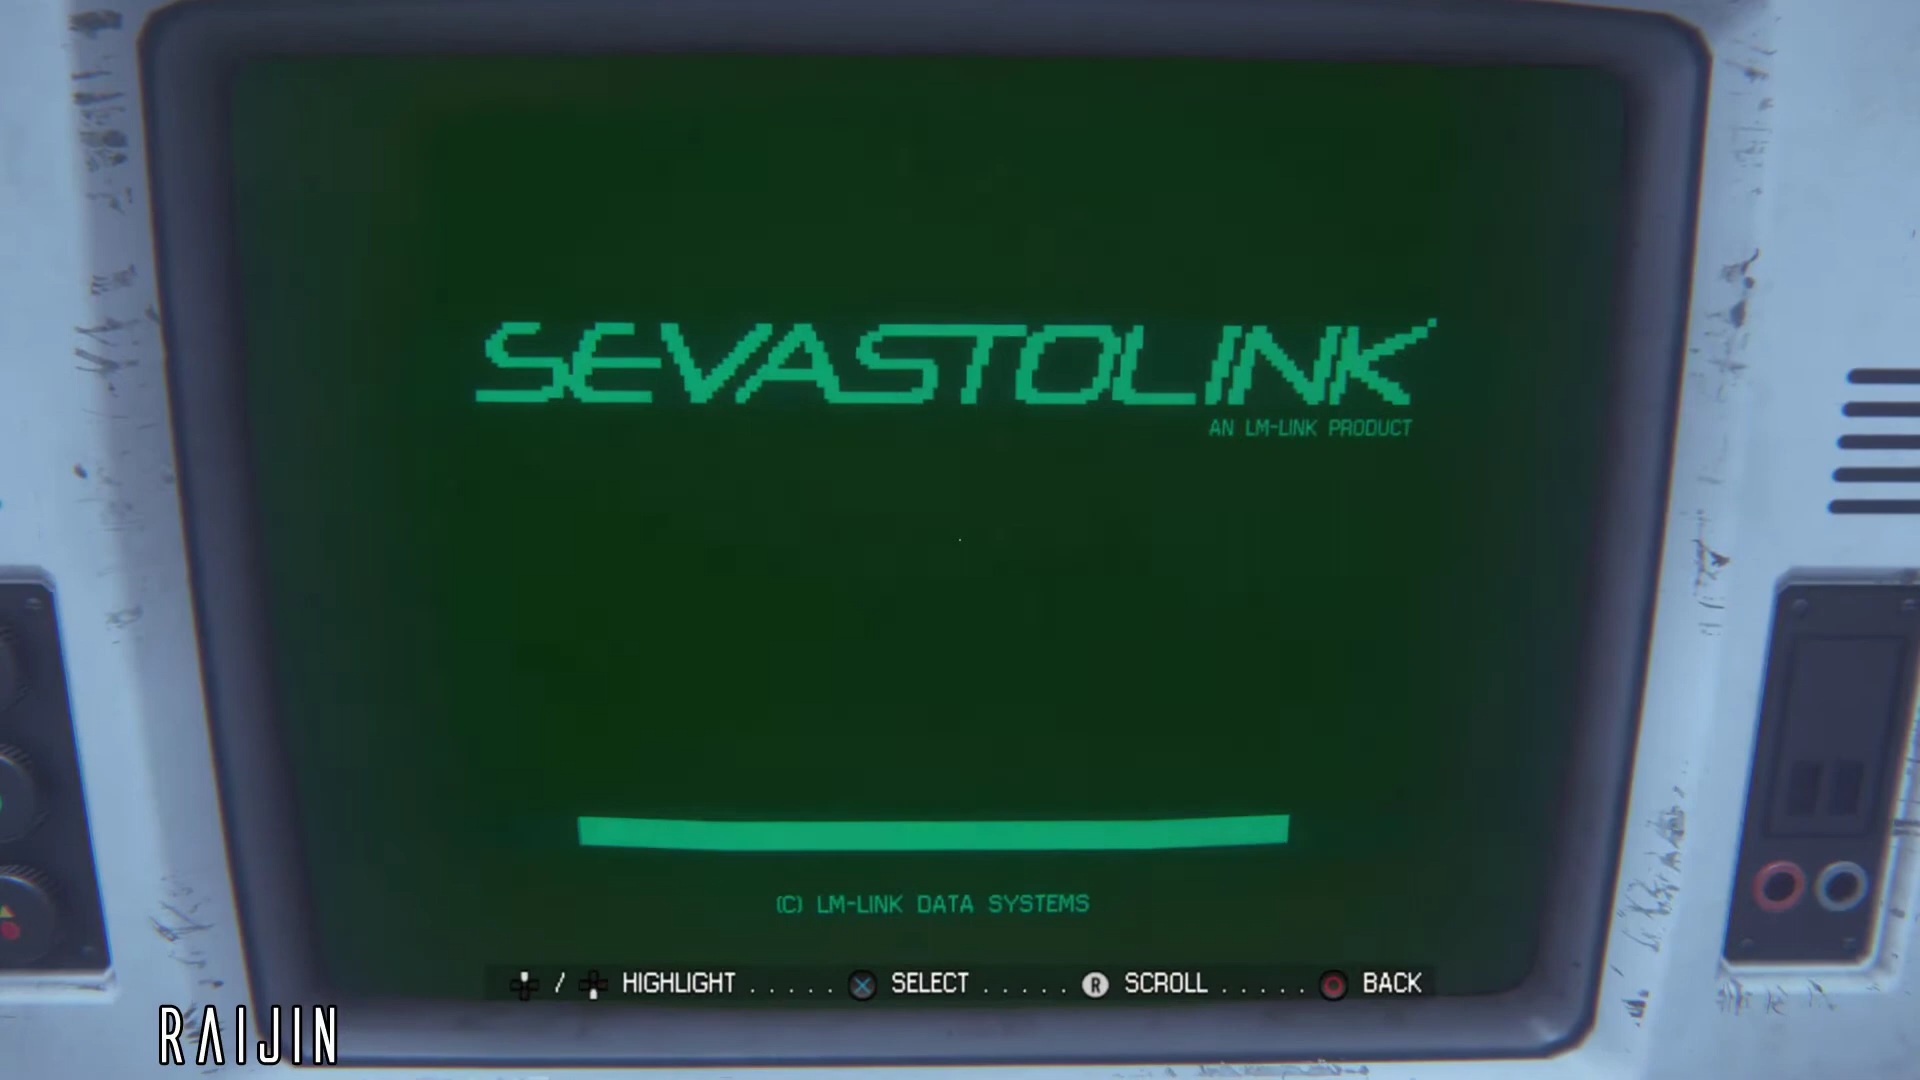 SEVASTOLINK
AN LM-LINK PRODUCT
(C) LM-LINK DATA SYSTEMS
/ HIGHLIGHT ..... SELECT ..... R SCROLL ..... BACK
RAIJIN